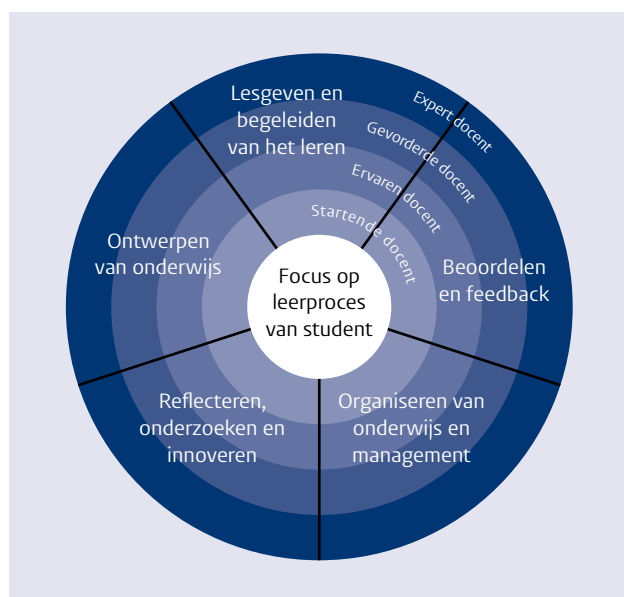 Lesgeven en
begeleiden
van het leren
Expert docent
Gevorderde docent
Ervaren docent
Startende docent
Ontwerpen
van onderwijs
Focus op
leerproces
van student
Beoordelen
en feedback
Reflecteren,
onderzoeken en
innoveren
Organiseren van
onderwijs en
management